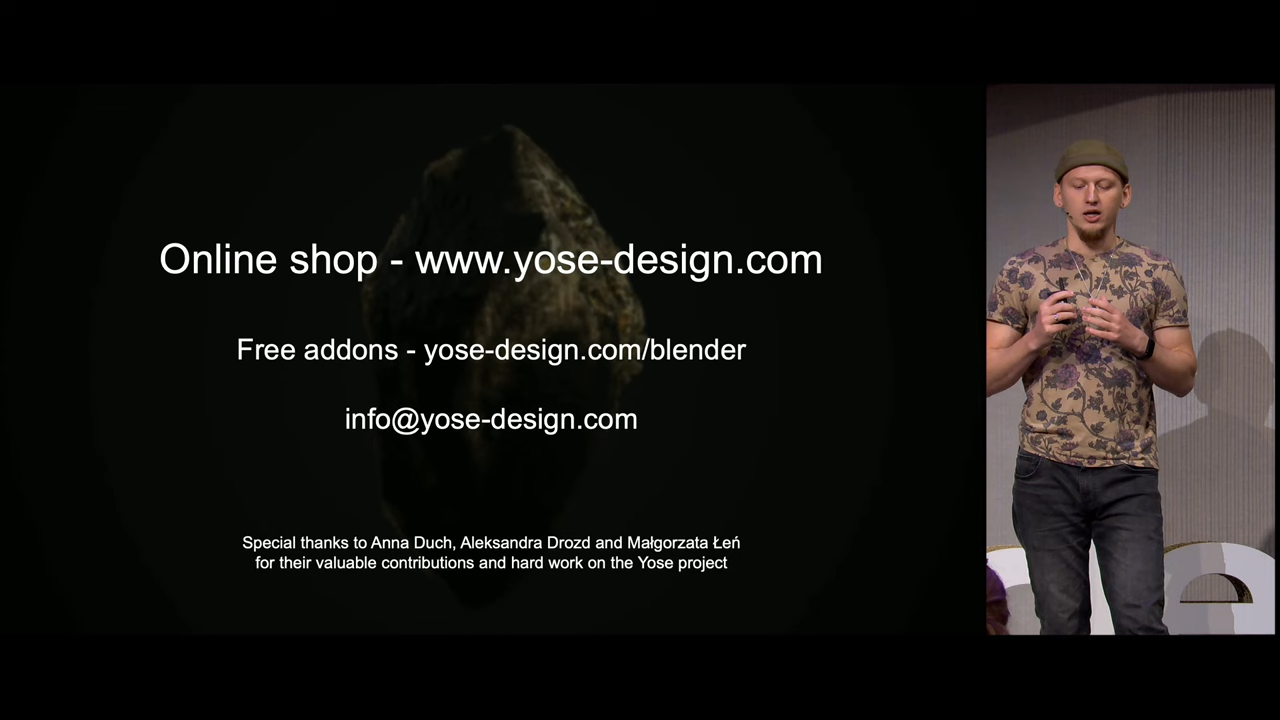 Online shop - www.yose-design.com
Free addons - yose-design.com/blender
info@yose-design.com
Special thanks to Anna Duch, Aleksandra Drozd and Małgorzata Łeń
for their valuable contributions and hard work on the Yose project